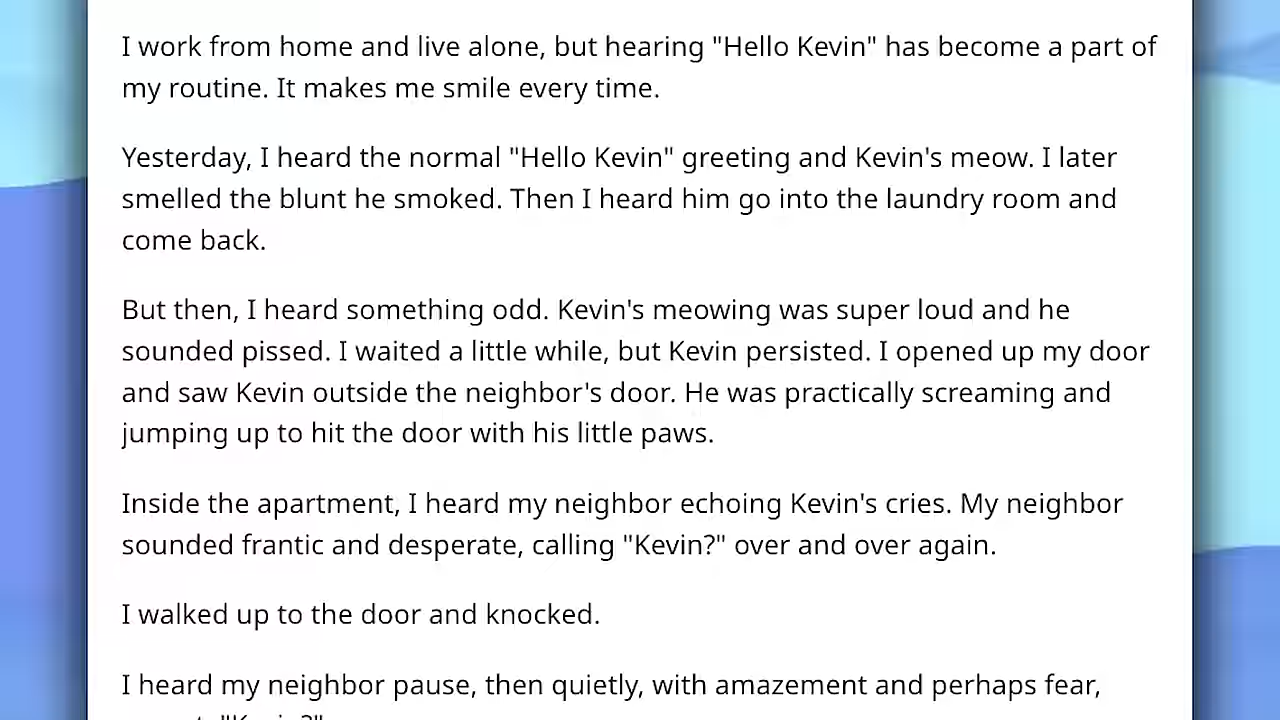 I work from home and live alone, but hearing "Hello Kevin" has become a part of
my routine. It makes me smile every time.
Yesterday, I heard the normal "Hello Kevin" greeting and Kevin's meow. I later
smelled the blunt he smoked. Then I heard him go into the laundry room and
come back.
But then, I heard something odd. Kevin's meowing was super loud and he
sounded pissed. I waited a little while, but Kevin persisted. I opened up my door
and saw Kevin outside the neighbor's door. He was practically screaming and
jumping up to hit the door with his little paws.
Inside the apartment, I heard my neighbor echoing Kevin's cries. My neighbor
sounded frantic and desperate, calling "Kevin?" over and over again.
I walked up to the door and knocked.
I heard my neighbor pause, then quietly, with amazement and perhaps fear,
"Kevin?"